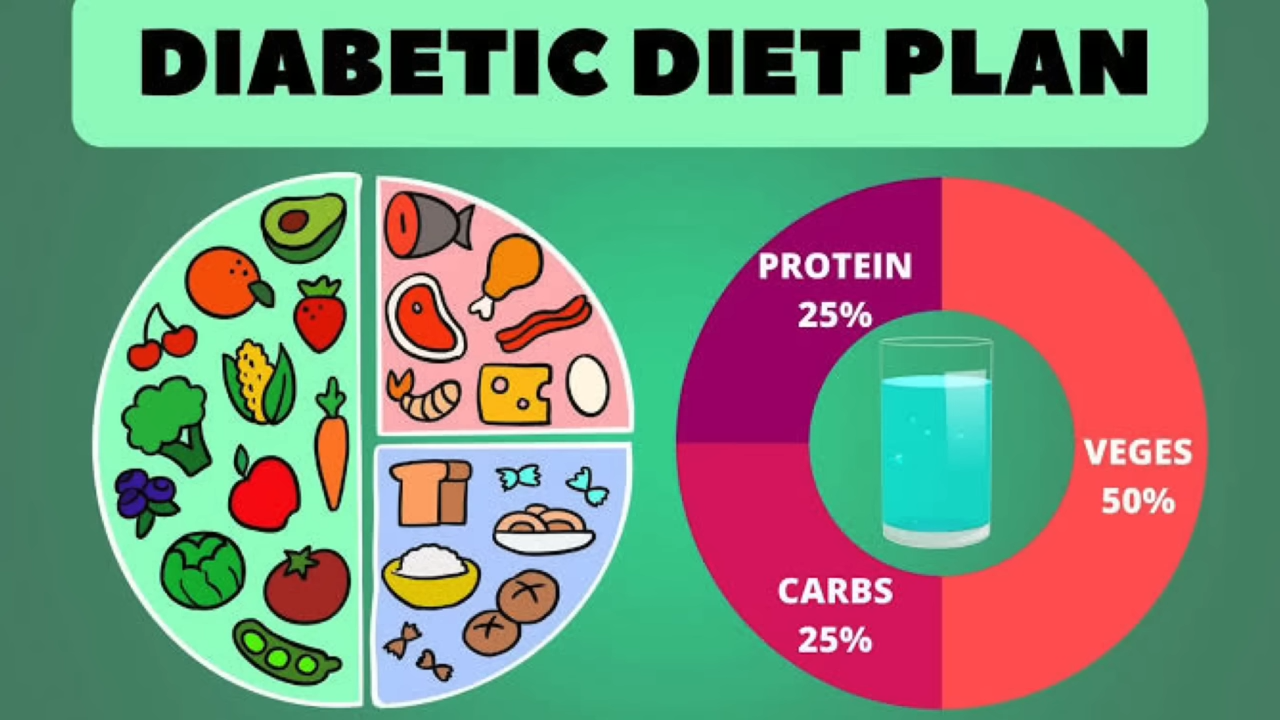 DIABETIC DIET PLAN
PROTEIN
25%
VEGES
50%
CARBS
25%